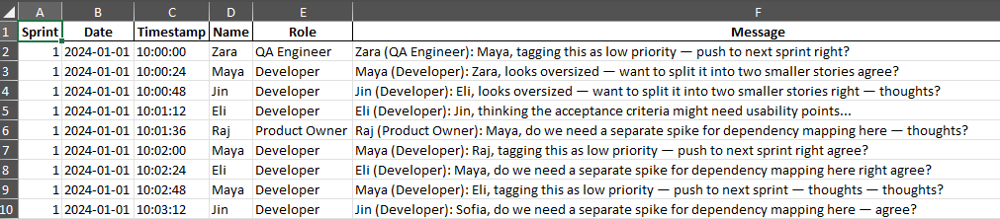 A B C D E F
1 Sprint Date Timestamp Name Role Message
2 1 2024-01-01 10:00:00 Zara QA Engineer Zara (QA Engineer): Maya, tagging this as low priority — push to next sprint right?
3 1 2024-01-01 10:00:24 Maya Developer Maya (Developer): Zara, looks oversized — want to split it into two smaller stories agree?
4 1 2024-01-01 10:00:48 Jin Developer Jin (Developer): Eli, looks oversized — want to split it into two smaller stories right — thoughts?
5 1 2024-01-01 10:01:12 Eli Developer Eli (Developer): Jin, thinking the acceptance criteria might need usability points...
6 1 2024-01-01 10:01:36 Raj Product Owner Raj (Product Owner): Maya, do we need a separate spike for dependency mapping here — thoughts?
7 1 2024-01-01 10:02:00 Maya Developer Maya (Developer): Raj, tagging this as low priority — push to next sprint right agree?
8 1 2024-01-01 10:02:24 Eli Developer Eli (Developer): Maya, do we need a separate spike for dependency mapping here right agree?
9 1 2024-01-01 10:02:48 Maya Developer Maya (Developer): Eli, tagging this as low priority — push to next sprint — thoughts — thoughts?
10 1 2024-01-01 10:03:12 Jin Developer Jin (Developer): Sofia, do we need a separate spike for dependency mapping here — agree?